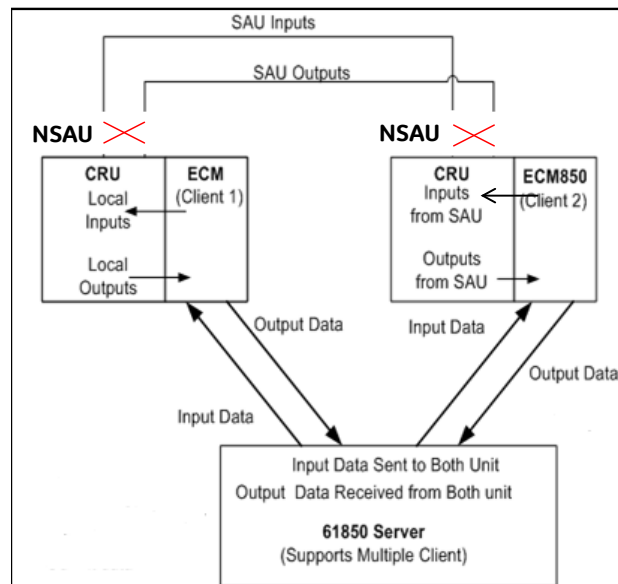 SAU Inputs
SAU Outputs
NSAU
NSAU
CRU
ECM
(Client 1)
Local
Inputs
Local
Outputs
CRU
ECM850
(Client 2)
Inputs
from SAU
Outputs
from SAU
Output Data
Input Data
Input Data
Output Data
Input Data Sent to Both Unit
Output Data Received from Both unit
61850 Server
(Supports Multiple Client)